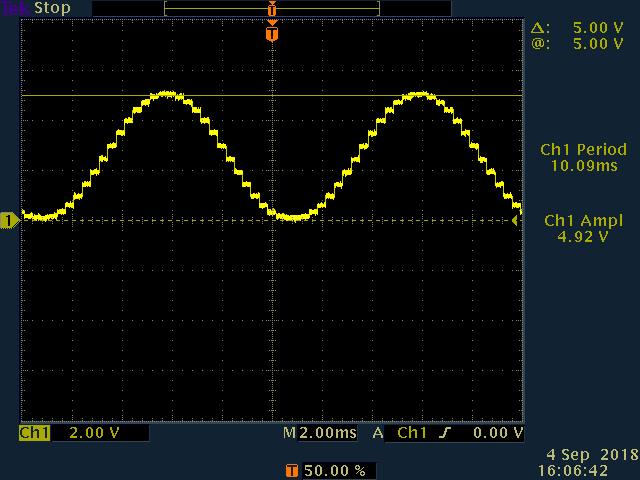 Tek Stop
T
T
Δ: 5.00 V
@: 5.00 V
Ch1 Period
10.09ms
1
Ch1 Ampl
4.92 V
Ch1 2.00 V M 2.00ms A Ch1 0.00 V
T 50.00 %
4 Sep 2018
16:06:42